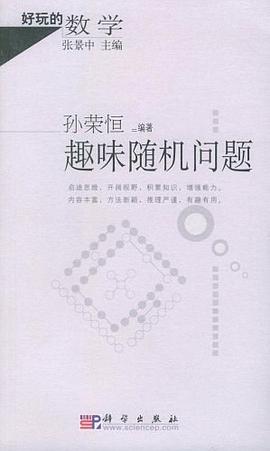 好玩的
数学
张景中 主编
孙荣恒 编著
趣味随机问题
启迪思维，开阔视野，积累知识，增强能力。
内容丰富，方法新颖，推理严谨，有趣有用。
科学出版社
www.sciencep.com